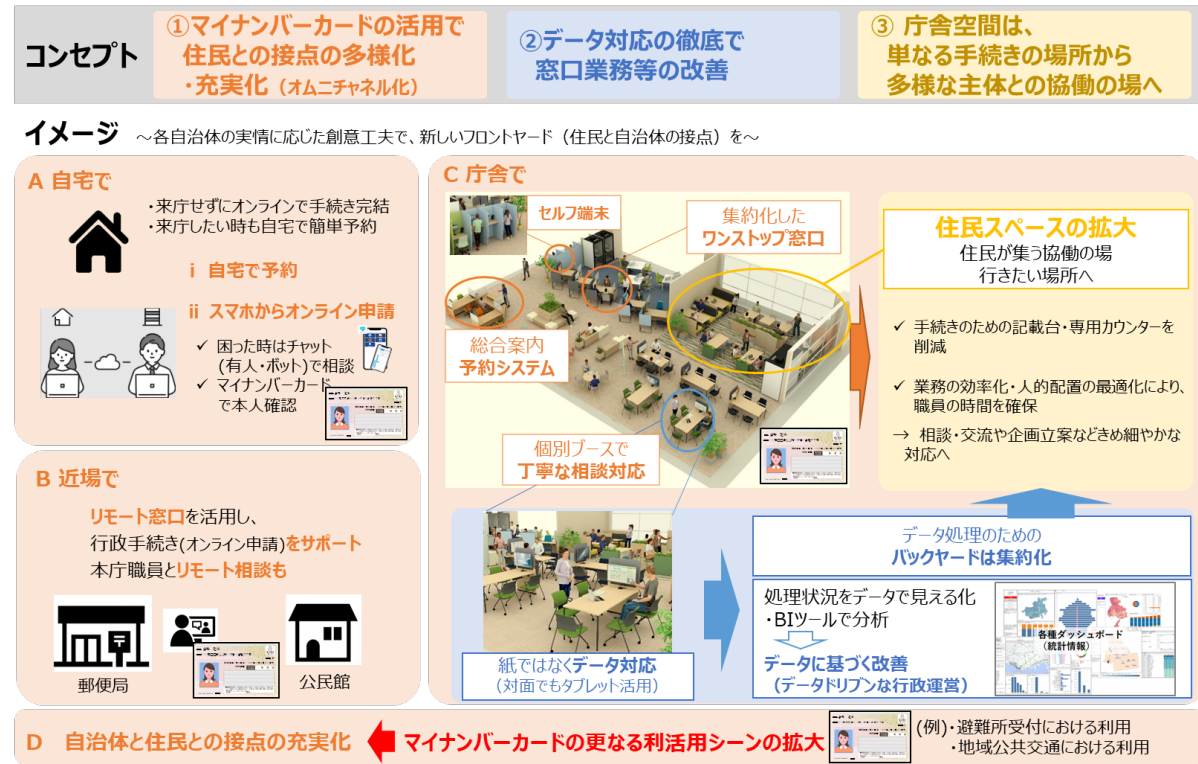 コンセプト
①マイナンバーカードの活用で
住民との接点の多様化
・充実化（オムニチャネル化）
②データ対応の徹底で
窓口業務等の改善
③ 庁舎空間は、
単なる手続きの場所から
多様な主体との協働の場へ
イメージ ～各自治体の実情に応じた創意工夫で、新しいフロントヤード（住民と自治体の接点）を～
A 自宅で
・来庁せずにオンラインで手続き完結
・来庁したい時も自宅で簡単予約
ⅰ 自宅で予約
ⅱ スマホからオンライン申請
✓ 困った時はチャット
(有人・ボット)で相談
✓ マイナンバーカード
で本人確認
B 近場で
リモート窓口を活用し、
行政手続き(オンライン申請)をサポート
本庁職員とリモート相談も
郵便局
公民館
C 庁舎で
セルフ端末
集約化した
ワンストップ窓口
総合案内
予約システム
個別ブースで
丁寧な相談対応
住民スペースの拡大
住民が集う協働の場
行きたい場所へ
✓ 手続きのための記載台・専用カウンターを
削減
✓ 業務の効率化・人的配置の最適化により、
職員の時間を確保
→ 相談・交流や企画立案などきめ細やかな
対応へ
紙ではなくデータ対応
（対面でもタブレット活用）
データ処理のための
バックヤードは集約化
処理状況をデータで見える化
・BIツールで分析
データに基づく改善
（データドリブンな行政運営）
各種ダッシュボード
（統計情報）
D 自治体と住民との接点の充実化
マイナンバーカードの更なる利活用シーンの拡大
(例)・避難所受付における利用
・地域公共交通における利用